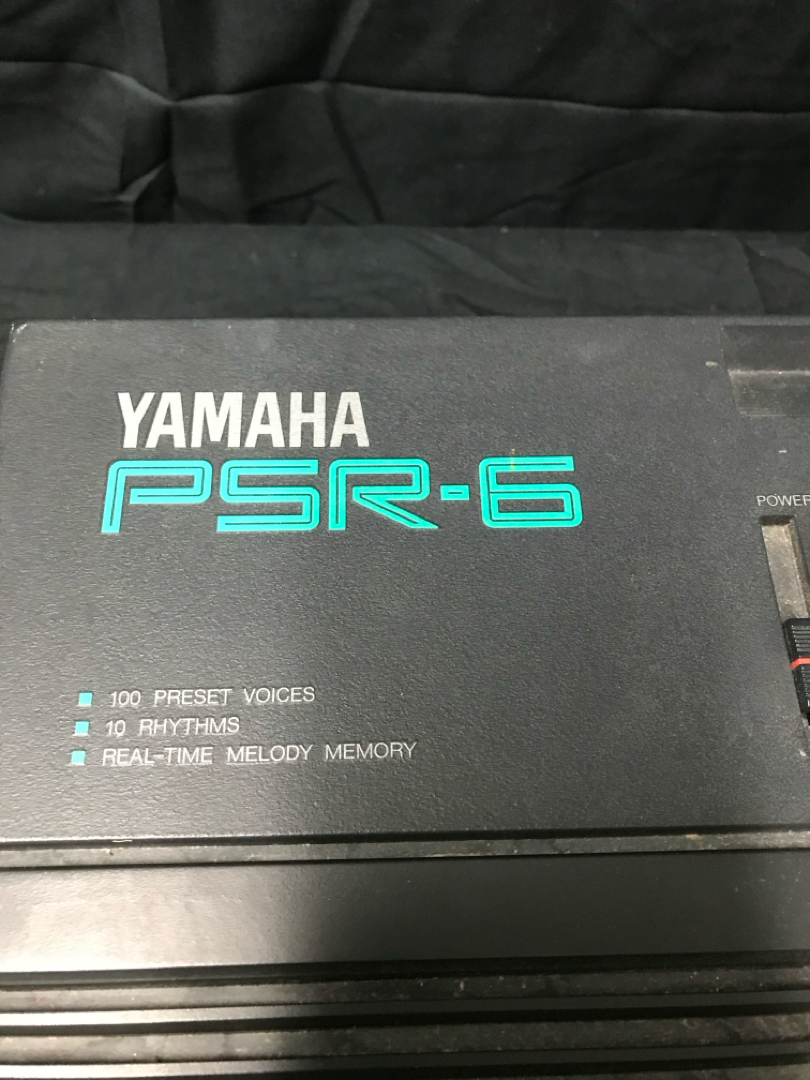 YAMAHA
PSR-6
POWER
100 PRESET VOICES
10 RHYTHMS
REAL-TIME MELODY MEMORY